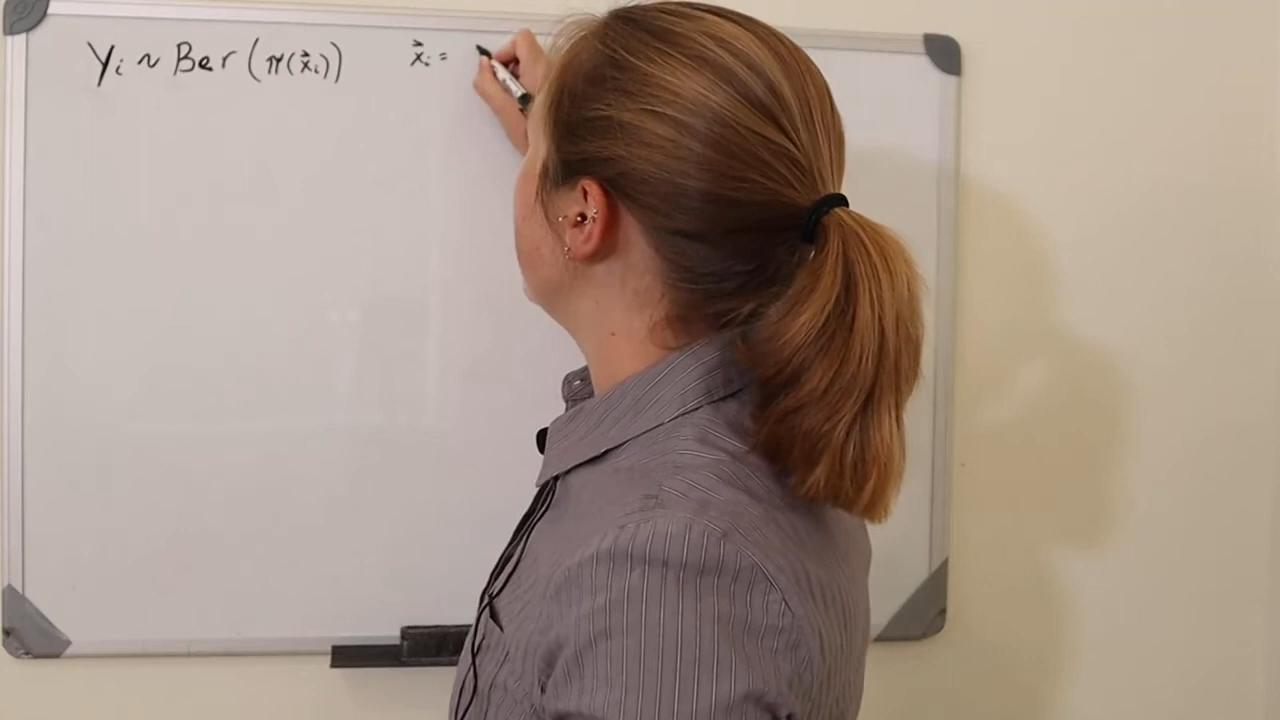 Yᵢ ~ Ber(π(x⃗ᵢ)) x⃗ᵢ =